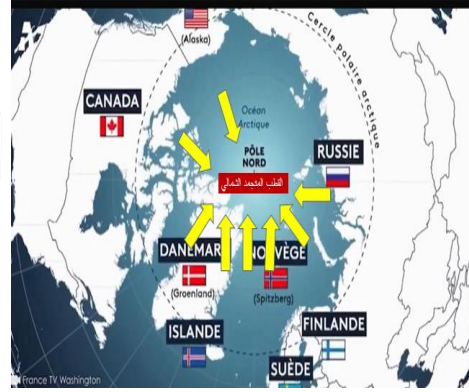 (Alaska)
Cercle polaire arctique
CANADA
Océan
Arctique
PÔLE
NORD
RUSSIE
القطب المتجمد الشمالي
DANEMAR
NORVÈGE
(Groenland)
(Spitzberg)
ISLANDE
FINLANDE
SUÈDE
France TV Washington